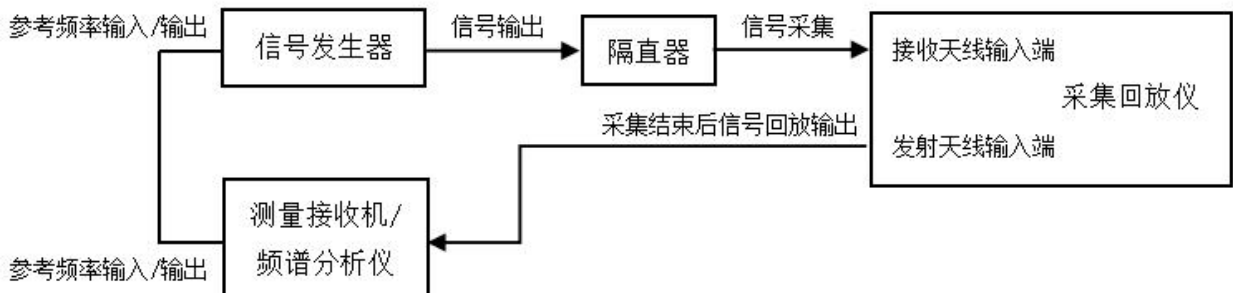 参考频率输入/输出
信号发生器
信号输出
隔直器
信号采集
接收天线输入端
采集回放仪
采集结束后信号回放输出
发射天线输入端
测量接收机/
频谱分析仪
参考频率输入/输出